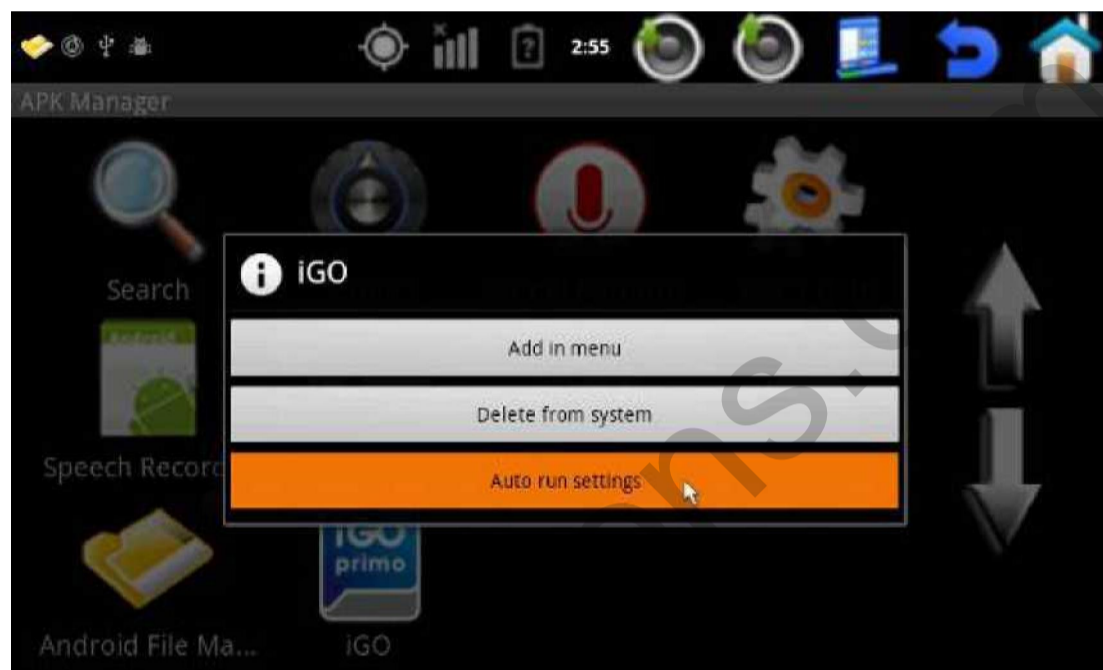 2:55
APK Manager
iGO
Search
Add in menu
Delete from system
Speech Record
Auto run settings
iGO
primo
Android File Ma...
iGO